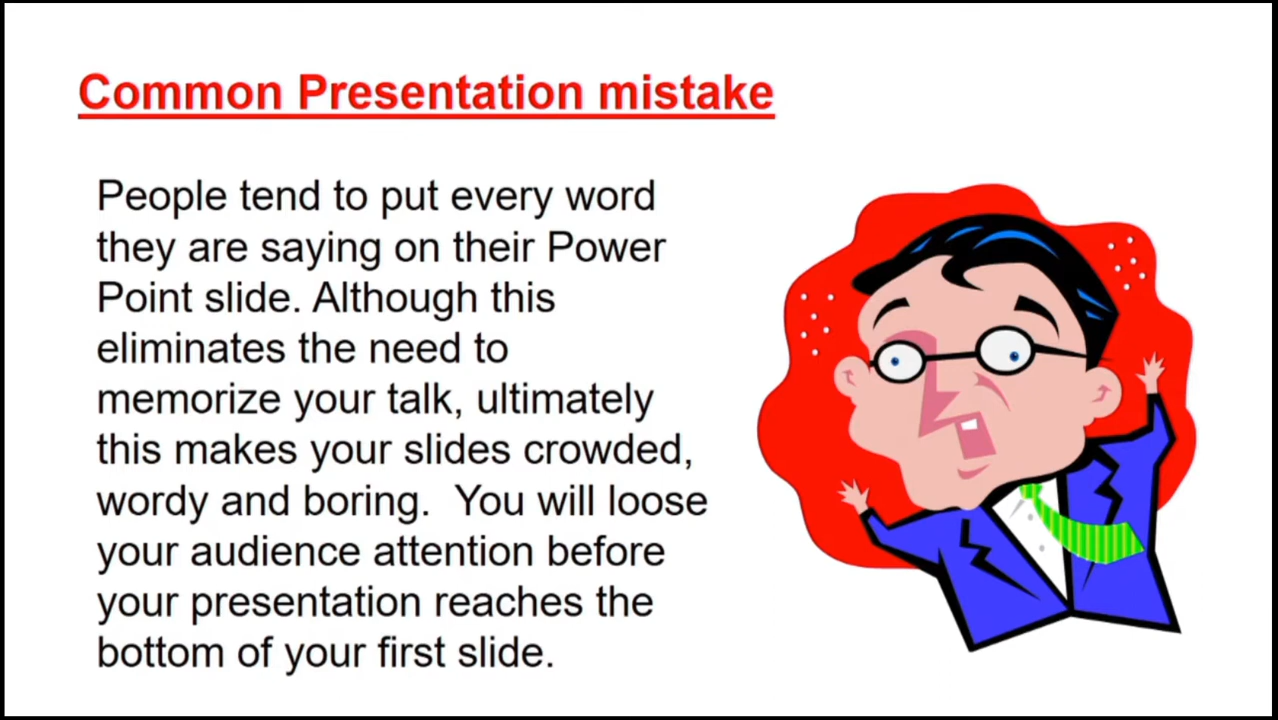 Common Presentation mistake
People tend to put every word
they are saying on their Power
Point slide. Although this
eliminates the need to
memorize your talk, ultimately
this makes your slides crowded,
wordy and boring.  You will loose
your audience attention before
your presentation reaches the
bottom of your first slide.